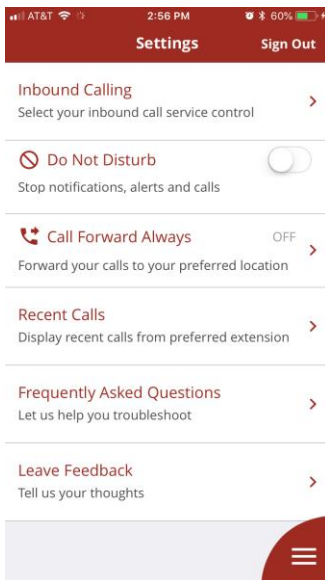 AT&T 2:56 PM 60%
Settings Sign Out
Inbound Calling
Select your inbound call service control
Do Not Disturb
Stop notifications, alerts and calls
Call Forward Always OFF
Forward your calls to your preferred location
Recent Calls
Display recent calls from preferred extension
Frequently Asked Questions
Let us help you troubleshoot
Leave Feedback
Tell us your thoughts